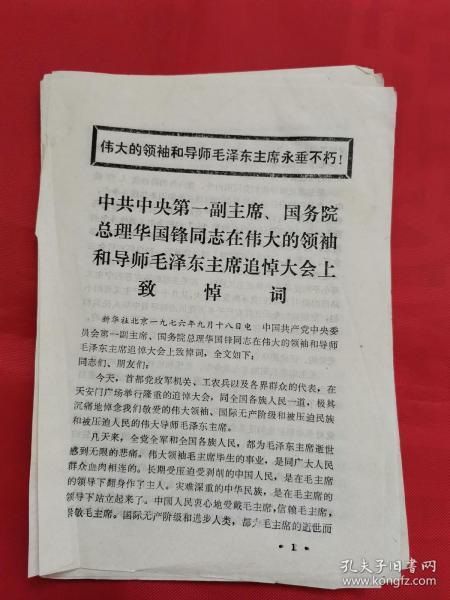 伟大的领袖和导师毛泽东主席永垂不朽！
中共中央第一副主席、国务院
总理华国锋同志在伟大的领袖
和导师毛泽东主席追悼大会上
致悼词
新华社北京一九七六年九月十八日电 中国共产党中央委
员会第一副主席、国务院总理华国锋同志在伟大的领袖和导师
毛泽东主席追悼大会上致悼词，全文如下：
同志们、朋友们：
今天，首都党政军机关、工农兵以及各界群众的代表，在
天安门广场举行隆重的追悼大会，同全国各族人民一道，极其
沉痛地悼念我们敬爱的伟大领袖、国际无产阶级和被压迫民族
和被压迫人民的伟大导师毛泽东主席。
几天来，全党全军和全国各族人民，都为毛泽东主席逝世
感到无限的悲痛。伟大领袖毛主席毕生的事业，是同广大人民
群众血肉相连的。长期受压迫受剥削的中国人民，是在毛主席
的领导下翻身作了主人。灾难深重的中华民族，是在毛主席的
领导下站立起来了。中国人民衷心地爱戴毛主席，信赖毛主席，
崇敬毛主席。国际无产阶级和进步人类，都为毛主席的逝世而
·1·
孔夫子旧书网
www.kongfz.com